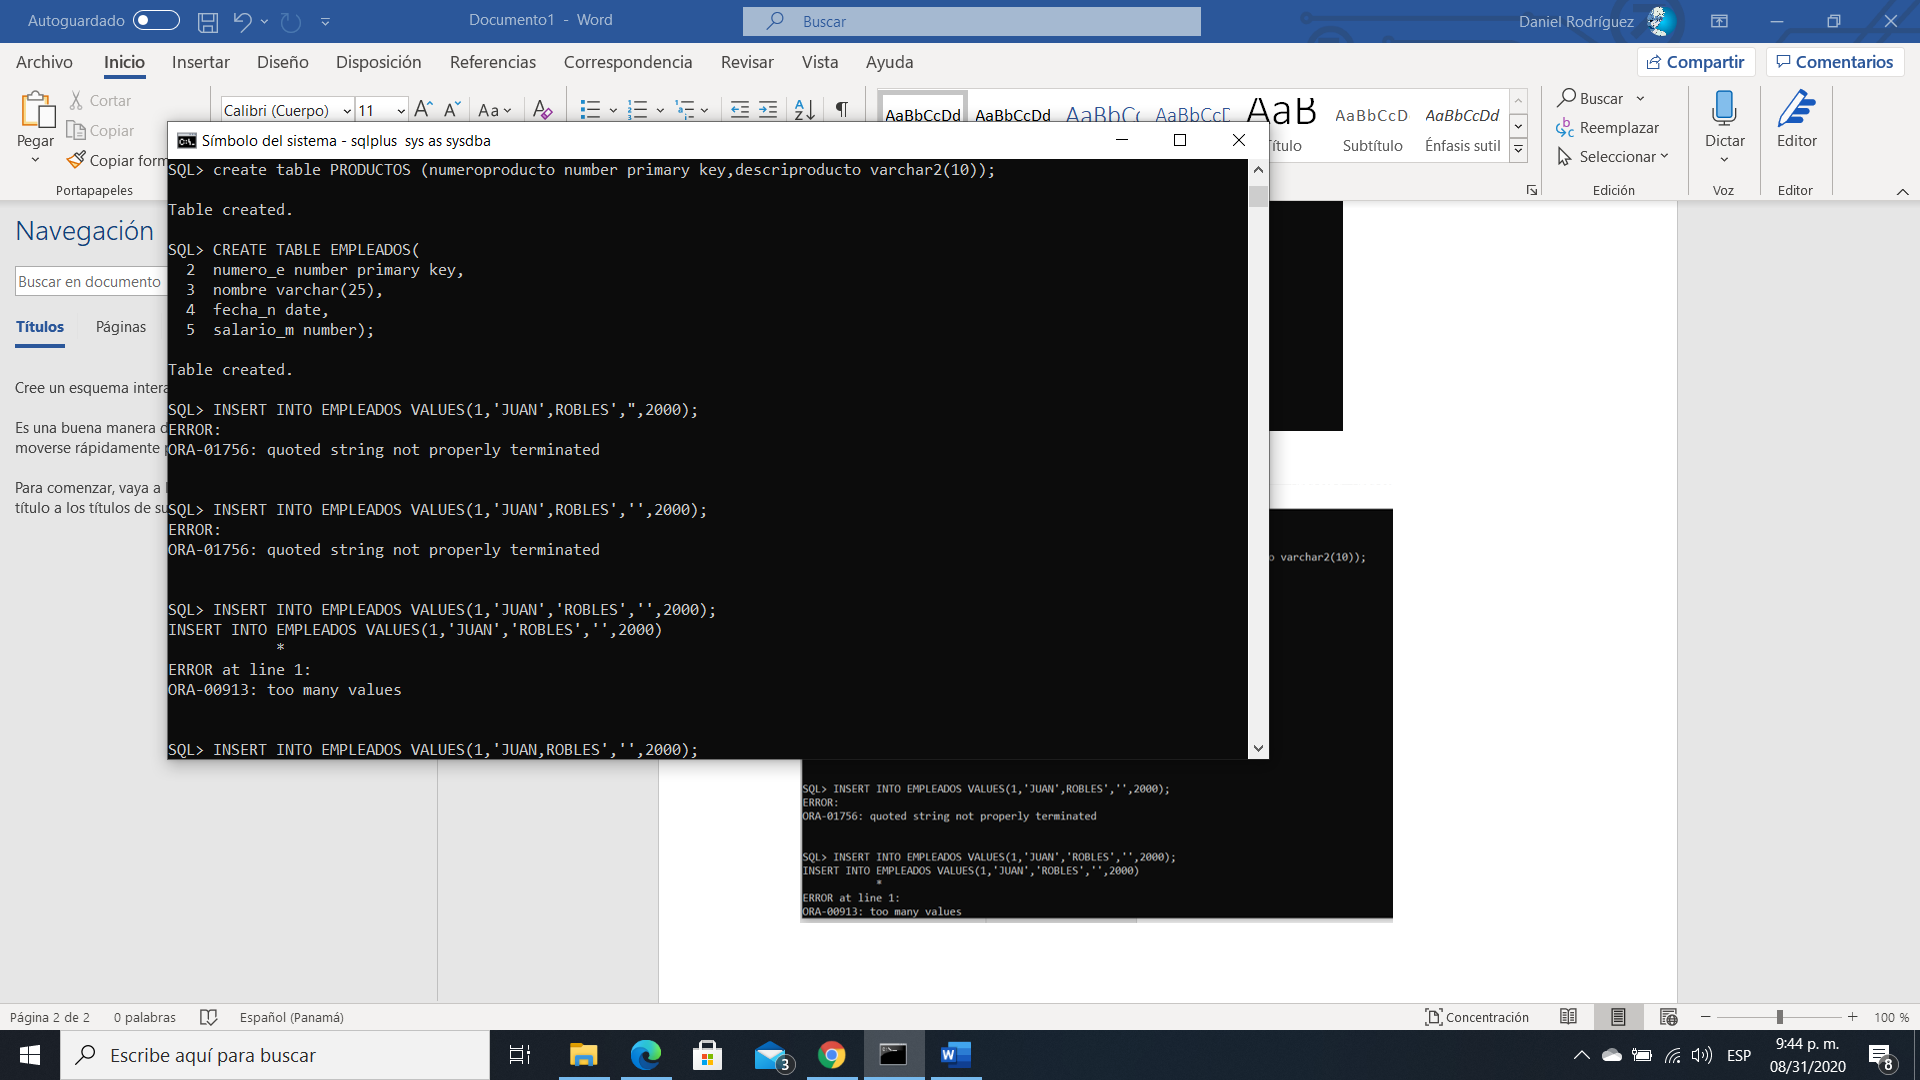 Autoguardado
Documento1 - Word
Buscar
Daniel Rodríguez
Archivo Inicio Insertar Diseño Disposición Referencias Correspondencia Revisar Vista Ayuda
Compartir Comentarios
Pegar
Cortar
Copiar
Copiar form
Portapapeles
Calibri (Cuerpo) 11
AaBbCcDd AaBbCcDd AaBbCc AaBbCcD AaB AaBbCcD AaBbCcDd
Título Subtítulo Énfasis sutil
Buscar
Reemplazar
Seleccionar
Edición
Dictar
Voz
Editor
Editor
Navegación
Buscar en documento
Títulos Páginas
Cree un esquema intera
Es una buena manera d
moverse rápidamente p
Para comenzar, vaya a l
título a los títulos de su
Símbolo del sistema - sqlplus sys as sysdba
SQL> create table PRODUCTOS (numeroproducto number primary key,descriproducto varchar2(10));
Table created.
SQL> CREATE TABLE EMPLEADOS(
2 numero_e number primary key,
3 nombre varchar(25),
4 fecha_n date,
5 salario_m number);
Table created.
SQL> INSERT INTO EMPLEADOS VALUES(1,'JUAN',ROBLES',",2000);
ERROR:
ORA-01756: quoted string not properly terminated
SQL> INSERT INTO EMPLEADOS VALUES(1,'JUAN',ROBLES','',2000);
ERROR:
ORA-01756: quoted string not properly terminated
SQL> INSERT INTO EMPLEADOS VALUES(1,'JUAN','ROBLES','',2000);
INSERT INTO EMPLEADOS VALUES(1,'JUAN','ROBLES','',2000)
*
ERROR at line 1:
ORA-00913: too many values
SQL> INSERT INTO EMPLEADOS VALUES(1,'JUAN,ROBLES','',2000);
o varchar2(10));
SQL> INSERT INTO EMPLEADOS VALUES(1,'JUAN',ROBLES','',2000);
ERROR:
ORA-01756: quoted string not properly terminated
SQL> INSERT INTO EMPLEADOS VALUES(1,'JUAN','ROBLES','',2000);
INSERT INTO EMPLEADOS VALUES(1,'JUAN','ROBLES','',2000)
*
ERROR at line 1:
ORA-00913: too many values
Página 2 de 2 0 palabras Español (Panamá)
Concentración
100 %
Escribe aquí para buscar
3
ESP
9:44 p. m.
08/31/2020
8